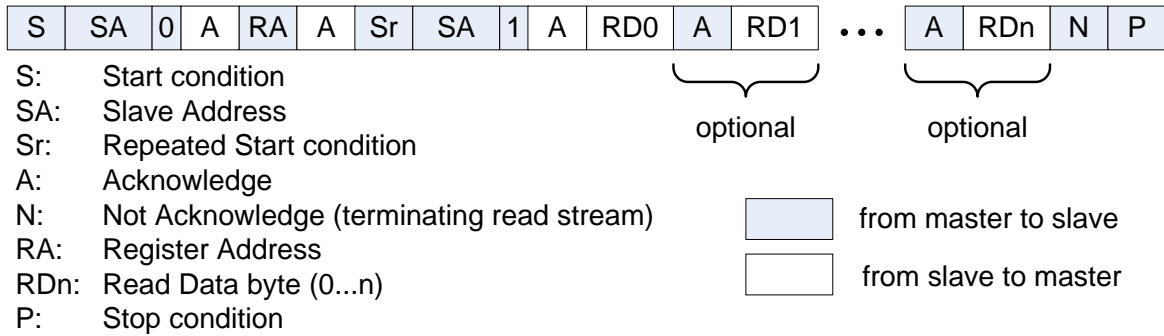 S SA 0 A RA A Sr SA 1 A RD0 A RD1 ••• A RDn N P
S: Start condition
SA: Slave Address
optional optional
Sr: Repeated Start condition
A: Acknowledge
N: Not Acknowledge (terminating read stream)
from master to slave
RA: Register Address
RDn: Read Data byte (0...n)
from slave to master
P: Stop condition